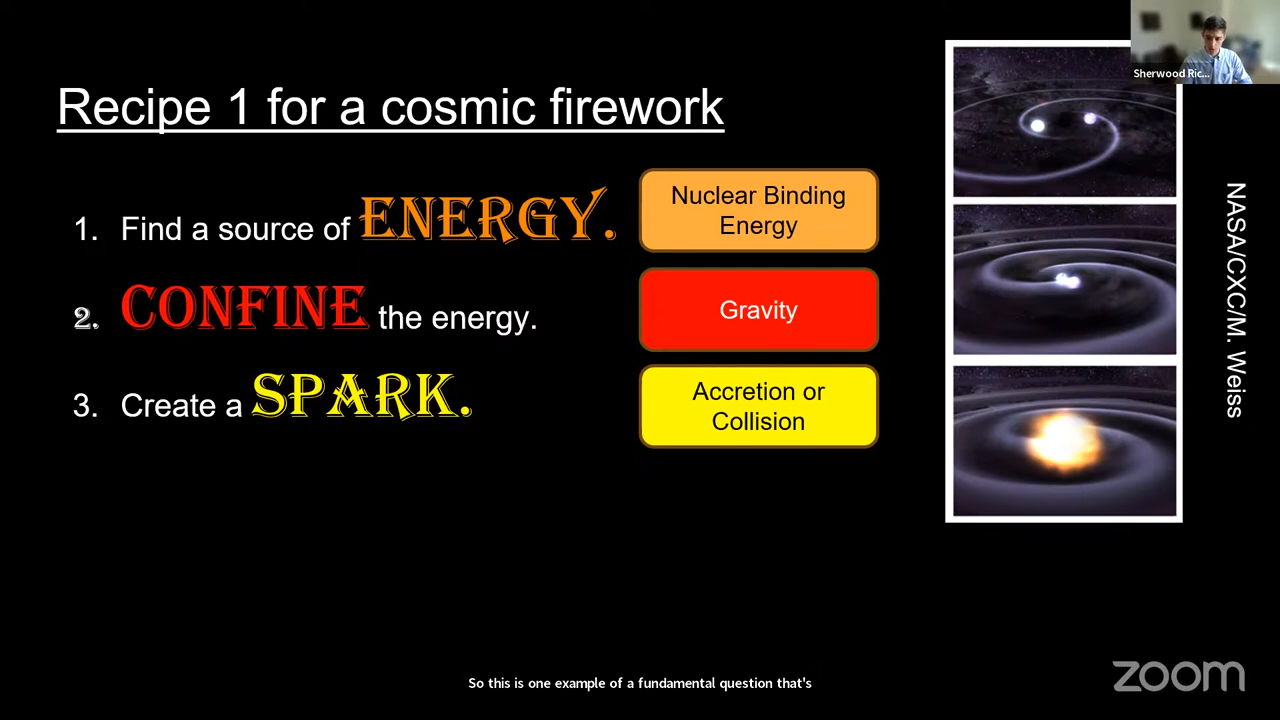 Sherwood Ric...
Recipe 1 for a cosmic firework
1. Find a source of ENERGY.
Nuclear Binding
Energy
2. CONFINE the energy.
Gravity
3. Create a SPARK.
Accretion or
Collision
NASA/CXC/M. Weiss
So this is one example of a fundamental question that's
zoom